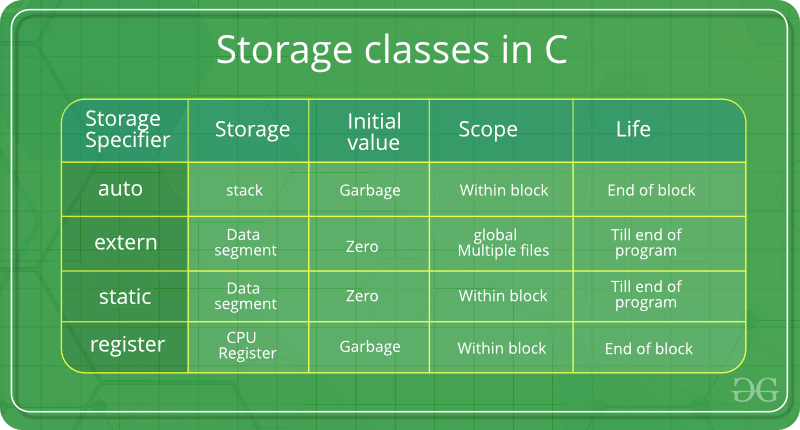 Storage classes in C
Storage
Specifier
Storage
Initial
value
Scope
Life
auto
stack
Garbage
Within block
End of block
extern
Data
segment
Zero
global
Multiple files
Till end of
program
static
Data
segment
Zero
Within block
Till end of
program
register
CPU
Register
Garbage
Within block
End of block